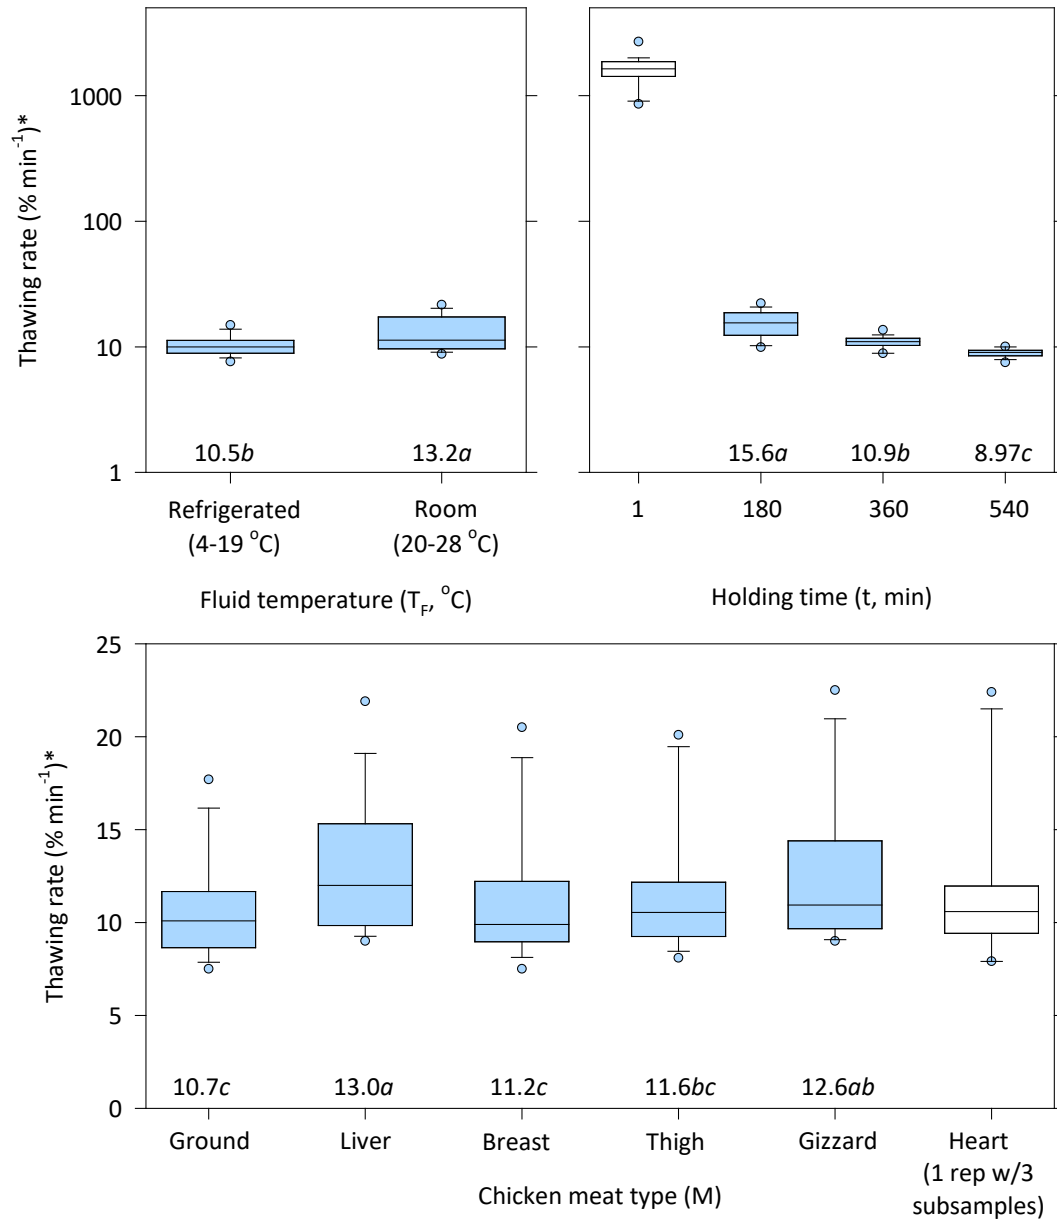 Thawing rate (% min⁻¹)*
1000
100
10
1
10.5b
13.2a
Refrigerated
(4-19 °C)
Room
(20-28 °C)
Fluid temperature (T_F, °C)
15.6a
10.9b
8.97c
1
180
360
540
Holding time (t, min)
Thawing rate (% min⁻¹)*
25
20
15
10
5
0
10.7c
13.0a
11.2c
11.6bc
12.6ab
Ground
Liver
Breast
Thigh
Gizzard
Heart
(1 rep w/3
subsamples)
Chicken meat type (M)